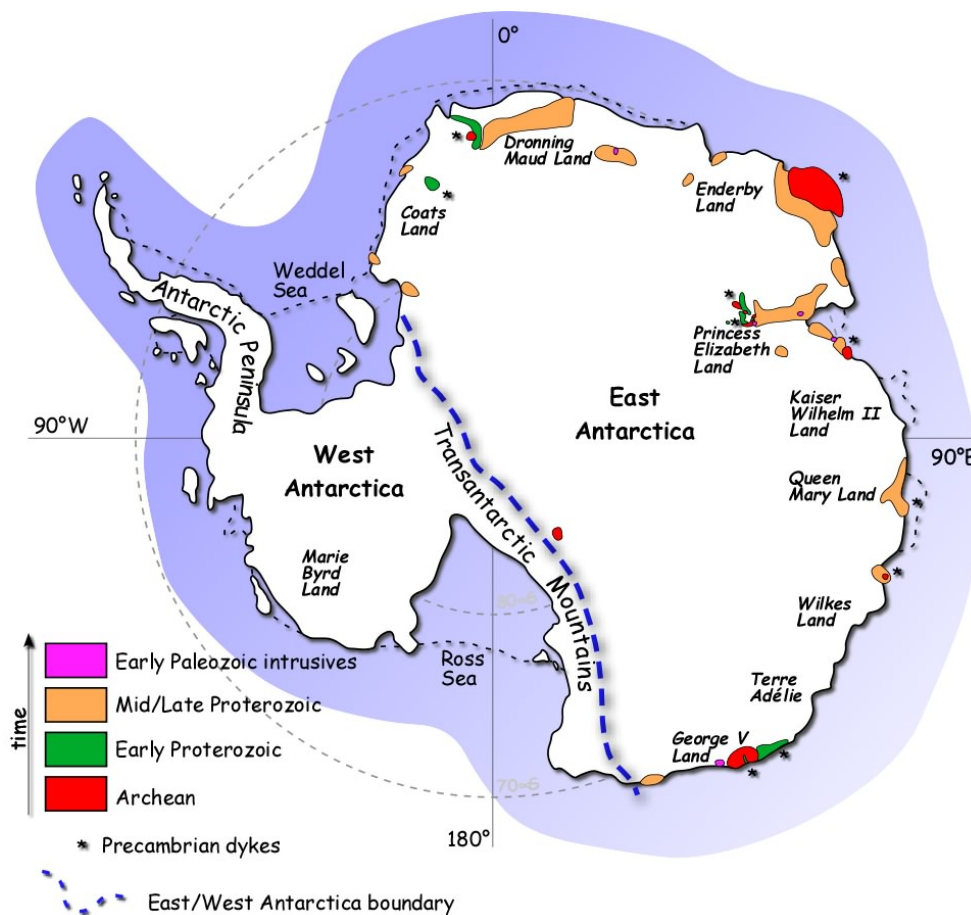 0°
Dronning
Maud Land
Enderby
Land
Coats
Land
Weddel
Sea
Antarctic Peninsula
Princess
Elizabeth
Land
East
Antarctica
Kaiser
Wilhelm II
Land
90°W
90°E
West
Antarctica
Transantarctic Mountains
Queen
Mary Land
Marie
Byrd
Land
80°S
Wilkes
Land
Ross
Sea
Terre
Adélie
George V
Land
70°S
180°
time
Early Paleozoic intrusives
Mid/Late Proterozoic
Early Proterozoic
Archean
* Precambrian dykes
East/West Antarctica boundary